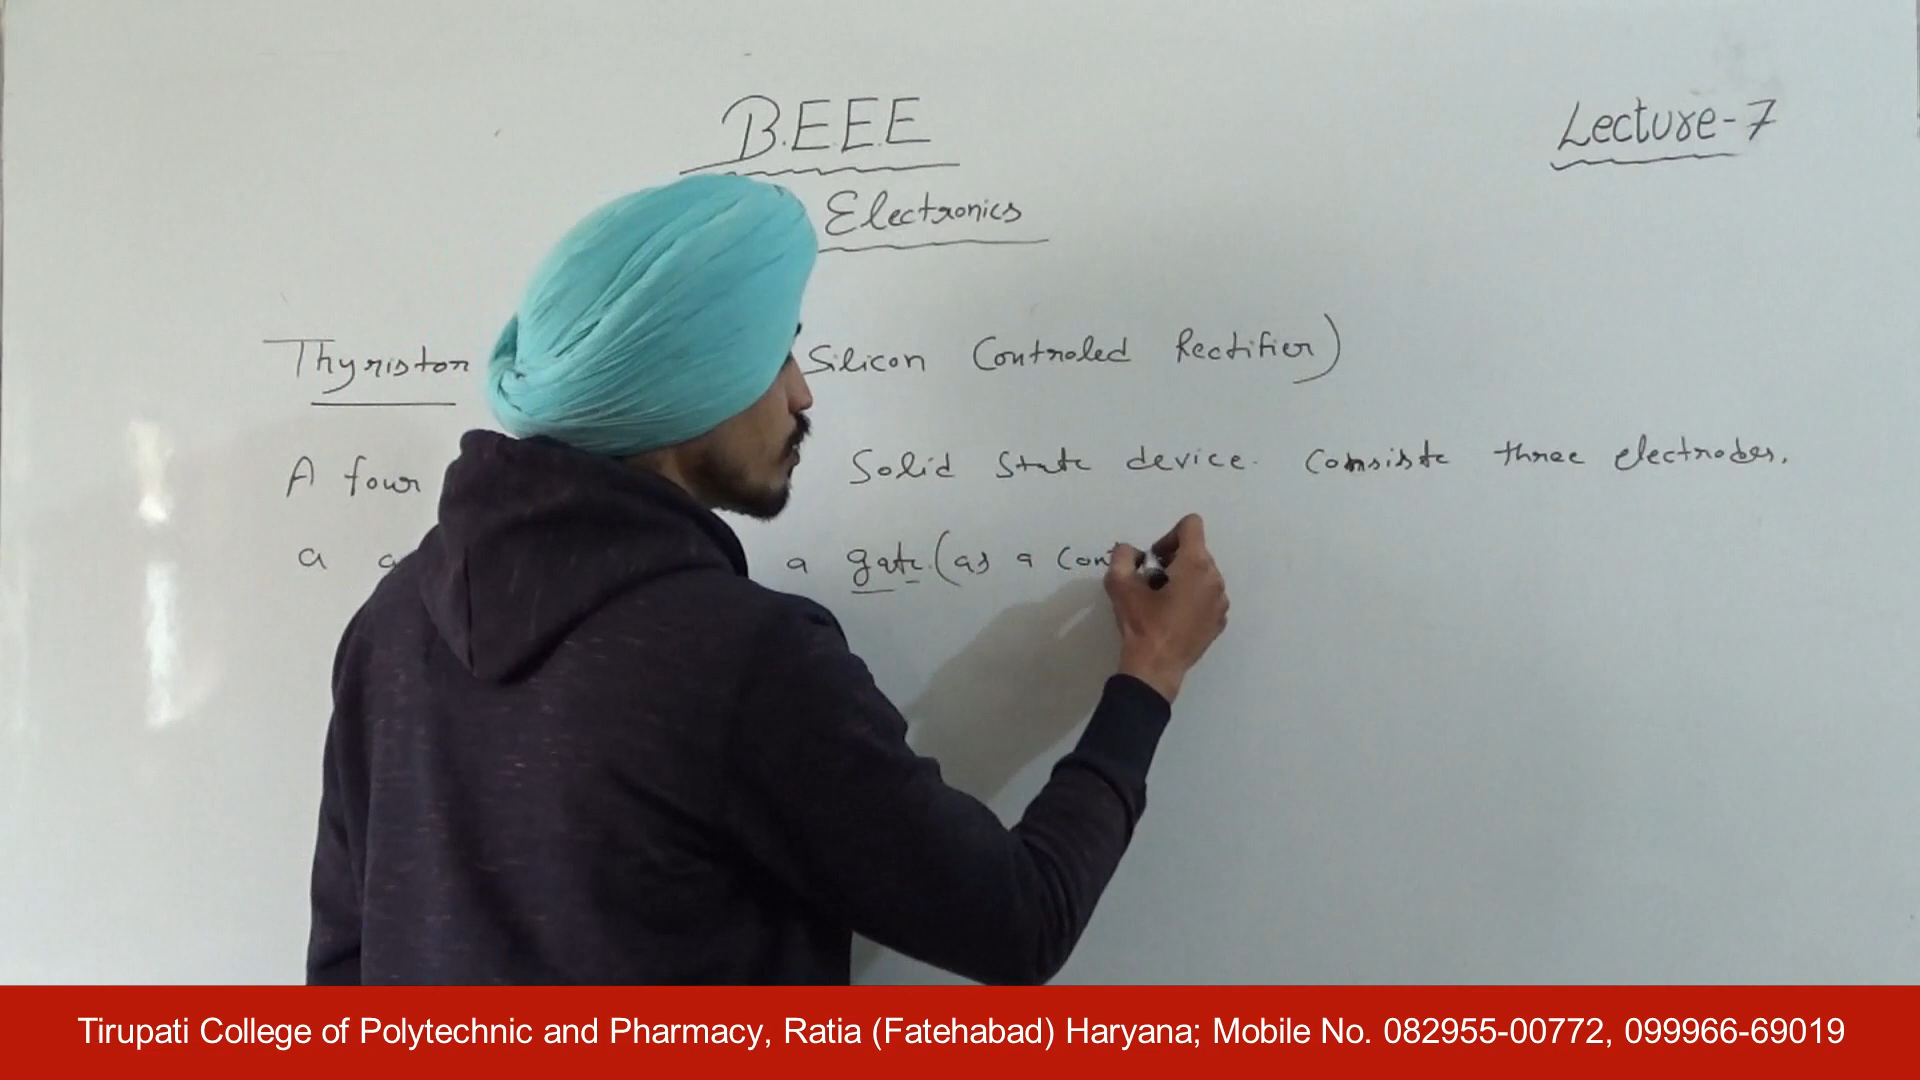 B.E.E.E
Lecture-7
Electronics
Thyristor Silicon Controled Rectifier)
A four Solid State device. Consists three electrodes.
a a gate (as a cont
Tirupati College of Polytechnic and Pharmacy, Ratia (Fatehabad) Haryana; Mobile No. 082955-00772, 099966-69019